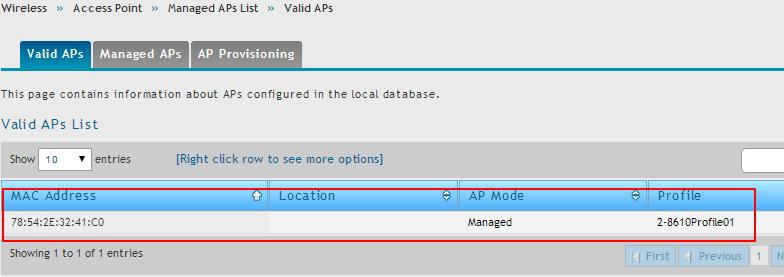 Wireless » Access Point » Managed APs List » Valid APs
Valid APs Managed APs AP Provisioning
This page contains information about APs configured in the local database.
Valid APs List
Show 10 entries [Right click row to see more options]
MAC Address Location AP Mode Profile
78:54:2E:32:41:C0 Managed 2-8610Profile01
Showing 1 to 1 of 1 entries First Previous 1 N